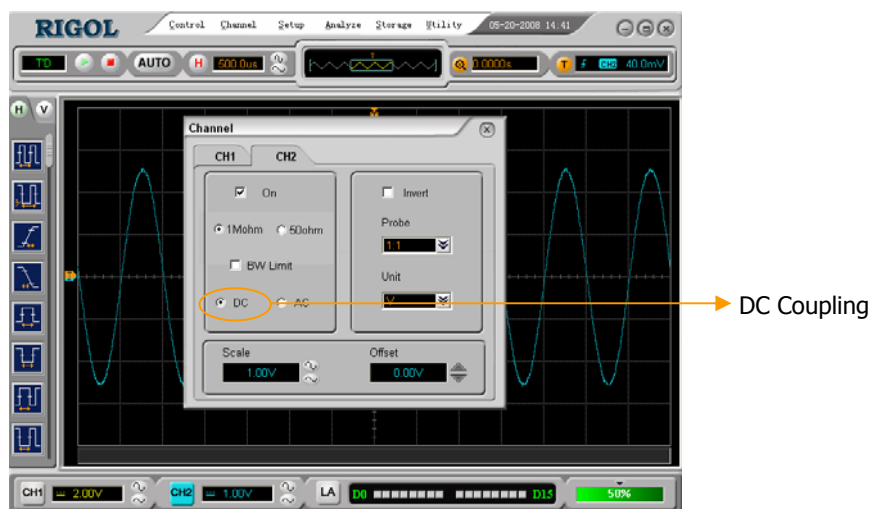 RIGOL Control Channel Setup Analyze Storage Utility 05-20-2008 14:41
T'D AUTO H 500.0us T 0.0000s T CH2 40.0mV
H V T
Channel
CH1 CH2
On Invert
1Mohm 50ohm Probe
1:1
BW Limit Unit
DC AC V
DC Coupling
Scale Offset
1.00V 0.00V
CH1 2.00V CH2 1.00V LA D0 D15 50%